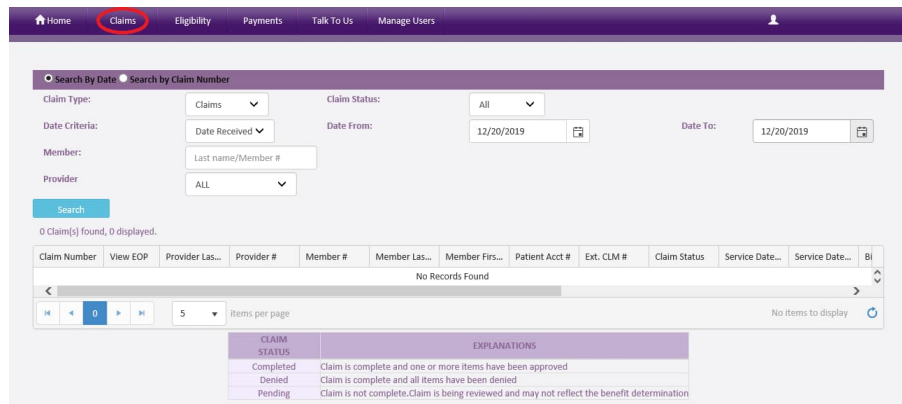 Home Claims Eligibility Payments Talk To Us Manage Users
Search By Date Search by Claim Number
Claim Type: Claims Claim Status: All
Date Criteria: Date Received Date From: 12/20/2019 Date To: 12/20/2019
Member: Last name/Member #
Provider ALL
Search
0 Claim(s) found, 0 displayed.
Claim Number View EOP Provider Las... Provider # Member # Member Las... Member Firs... Patient Acct # Ext. CLM # Claim Status Service Date... Service Date... Bi
No Records Found
0 5 items per page No items to display
CLAIM STATUS EXPLANATIONS
Completed Claim is complete and one or more items have been approved
Denied Claim is complete and all items have been denied
Pending Claim is not complete.Claim is being reviewed and may not reflect the benefit determination